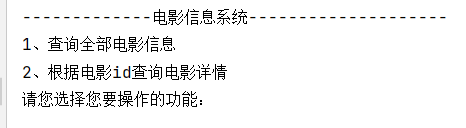 -------------电影信息系统--------------------
1、查询全部电影信息
2、根据电影id查询电影详情
请您选择您要操作的功能：